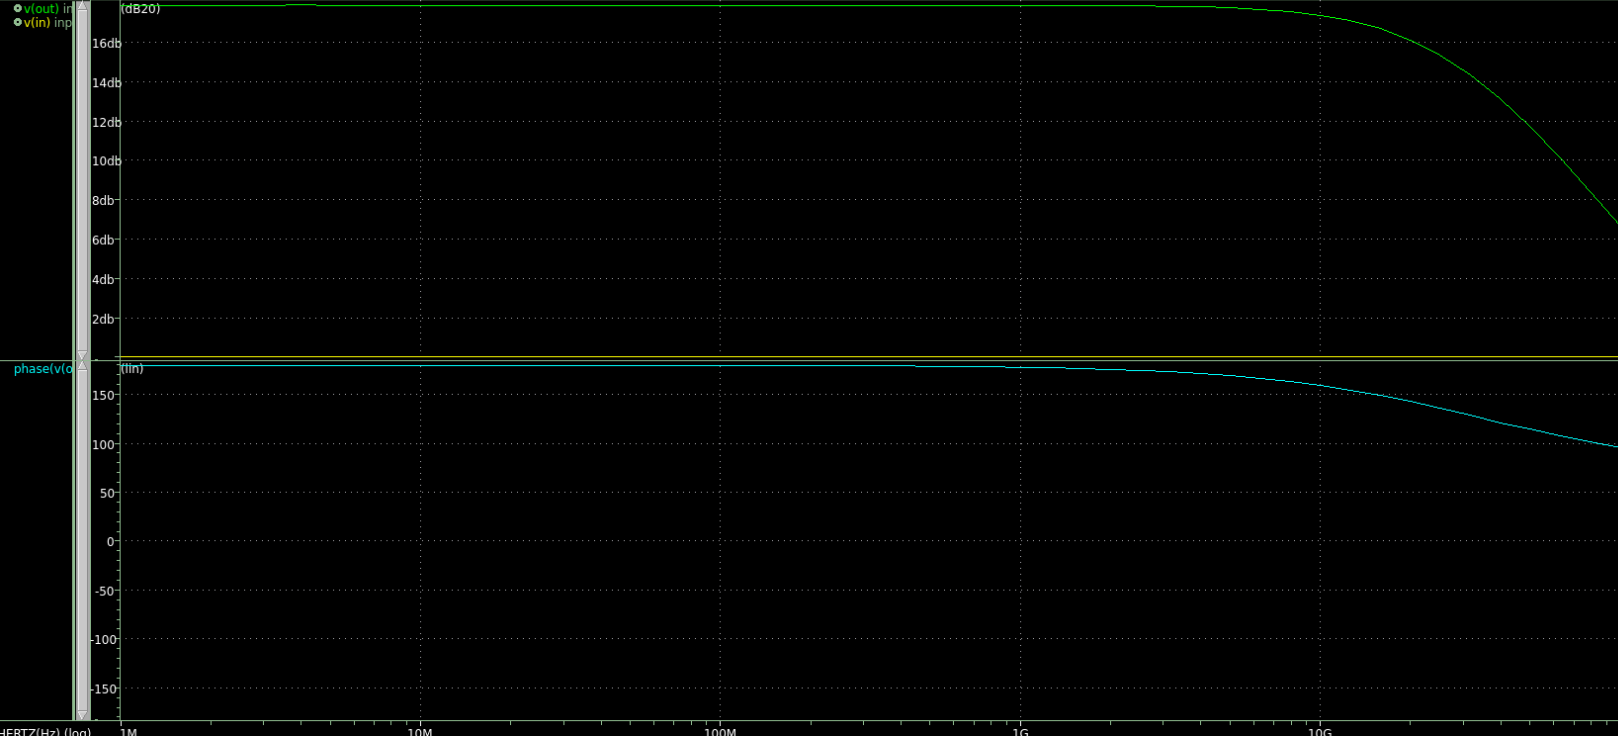 v(out) in
v(in) inp
(dB20)
16db
14db
12db
10db
8db
6db
4db
2db
phase(v(o
(lin)
150
100
50
0
-50
-100
-150
HERTZ(Hz) (log)
1M
10M
100M
1G
10G